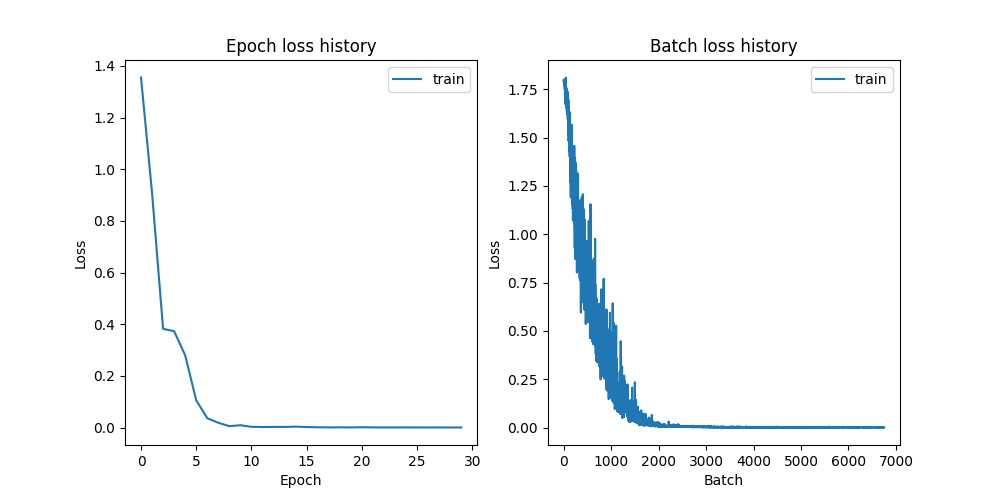 Epoch loss history
train
1.4
1.2
1.0
0.8
0.6
0.4
0.2
0.0
Loss
0 5 10 15 20 25 30
Epoch
Batch loss history
train
1.75
1.50
1.25
1.00
0.75
0.50
0.25
0.00
Loss
0 1000 2000 3000 4000 5000 6000 7000
Batch